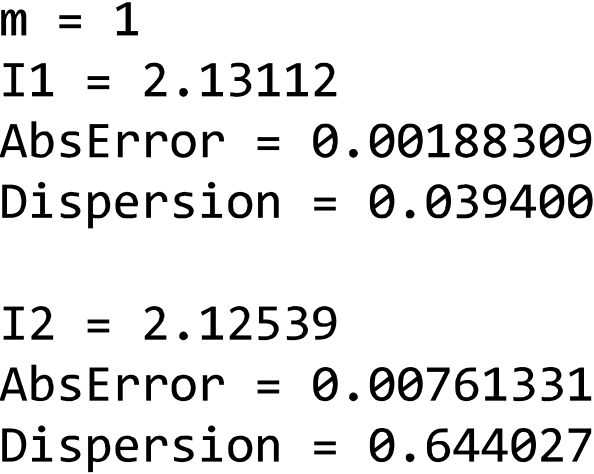 m = 1
I1 = 2.13112
AbsError = 0.00188309
Dispersion = 0.039400
I2 = 2.12539
AbsError = 0.00761331
Dispersion = 0.644027